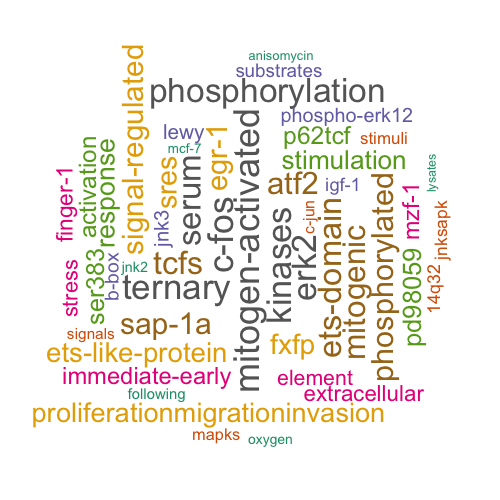 anisomycin
substrates
phosphorylation
signal-regulated
phospho-erk12
lewy
egr-1
p62tcf
stimuli
mcf-7
stimulation
lysates
finger-1
activation
response
sres
serum
c-fos
atf2
igf-1
mitogen-activated
jnk3
kinases
erk2
c-jun
ets-domain
mitogenic
phosphorylated
mzf-1
jnksapk
stress
ser383
b-box
jnk2
tcfs
ternary
pd98059
14q32
signals
sap-1a
ets-like-protein
fxfp
immediate-early
element
following
extracellular
proliferationmigrationinvasion
mapks
oxygen